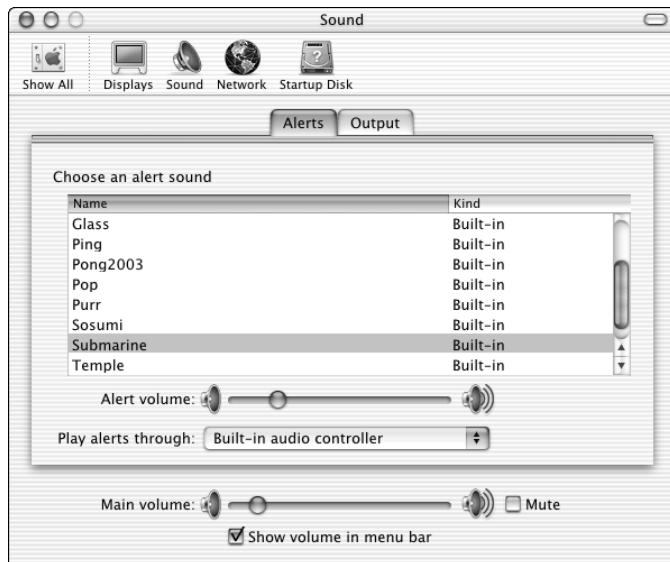 Sound
Show All Displays Sound Network Startup Disk
Alerts Output
Choose an alert sound
Name Kind
Glass Built-in
Ping Built-in
Pong2003 Built-in
Pop Built-in
Purr Built-in
Sosumi Built-in
Submarine Built-in
Temple Built-in
Alert volume:
Play alerts through: Built-in audio controller
Main volume: Mute
Show volume in menu bar